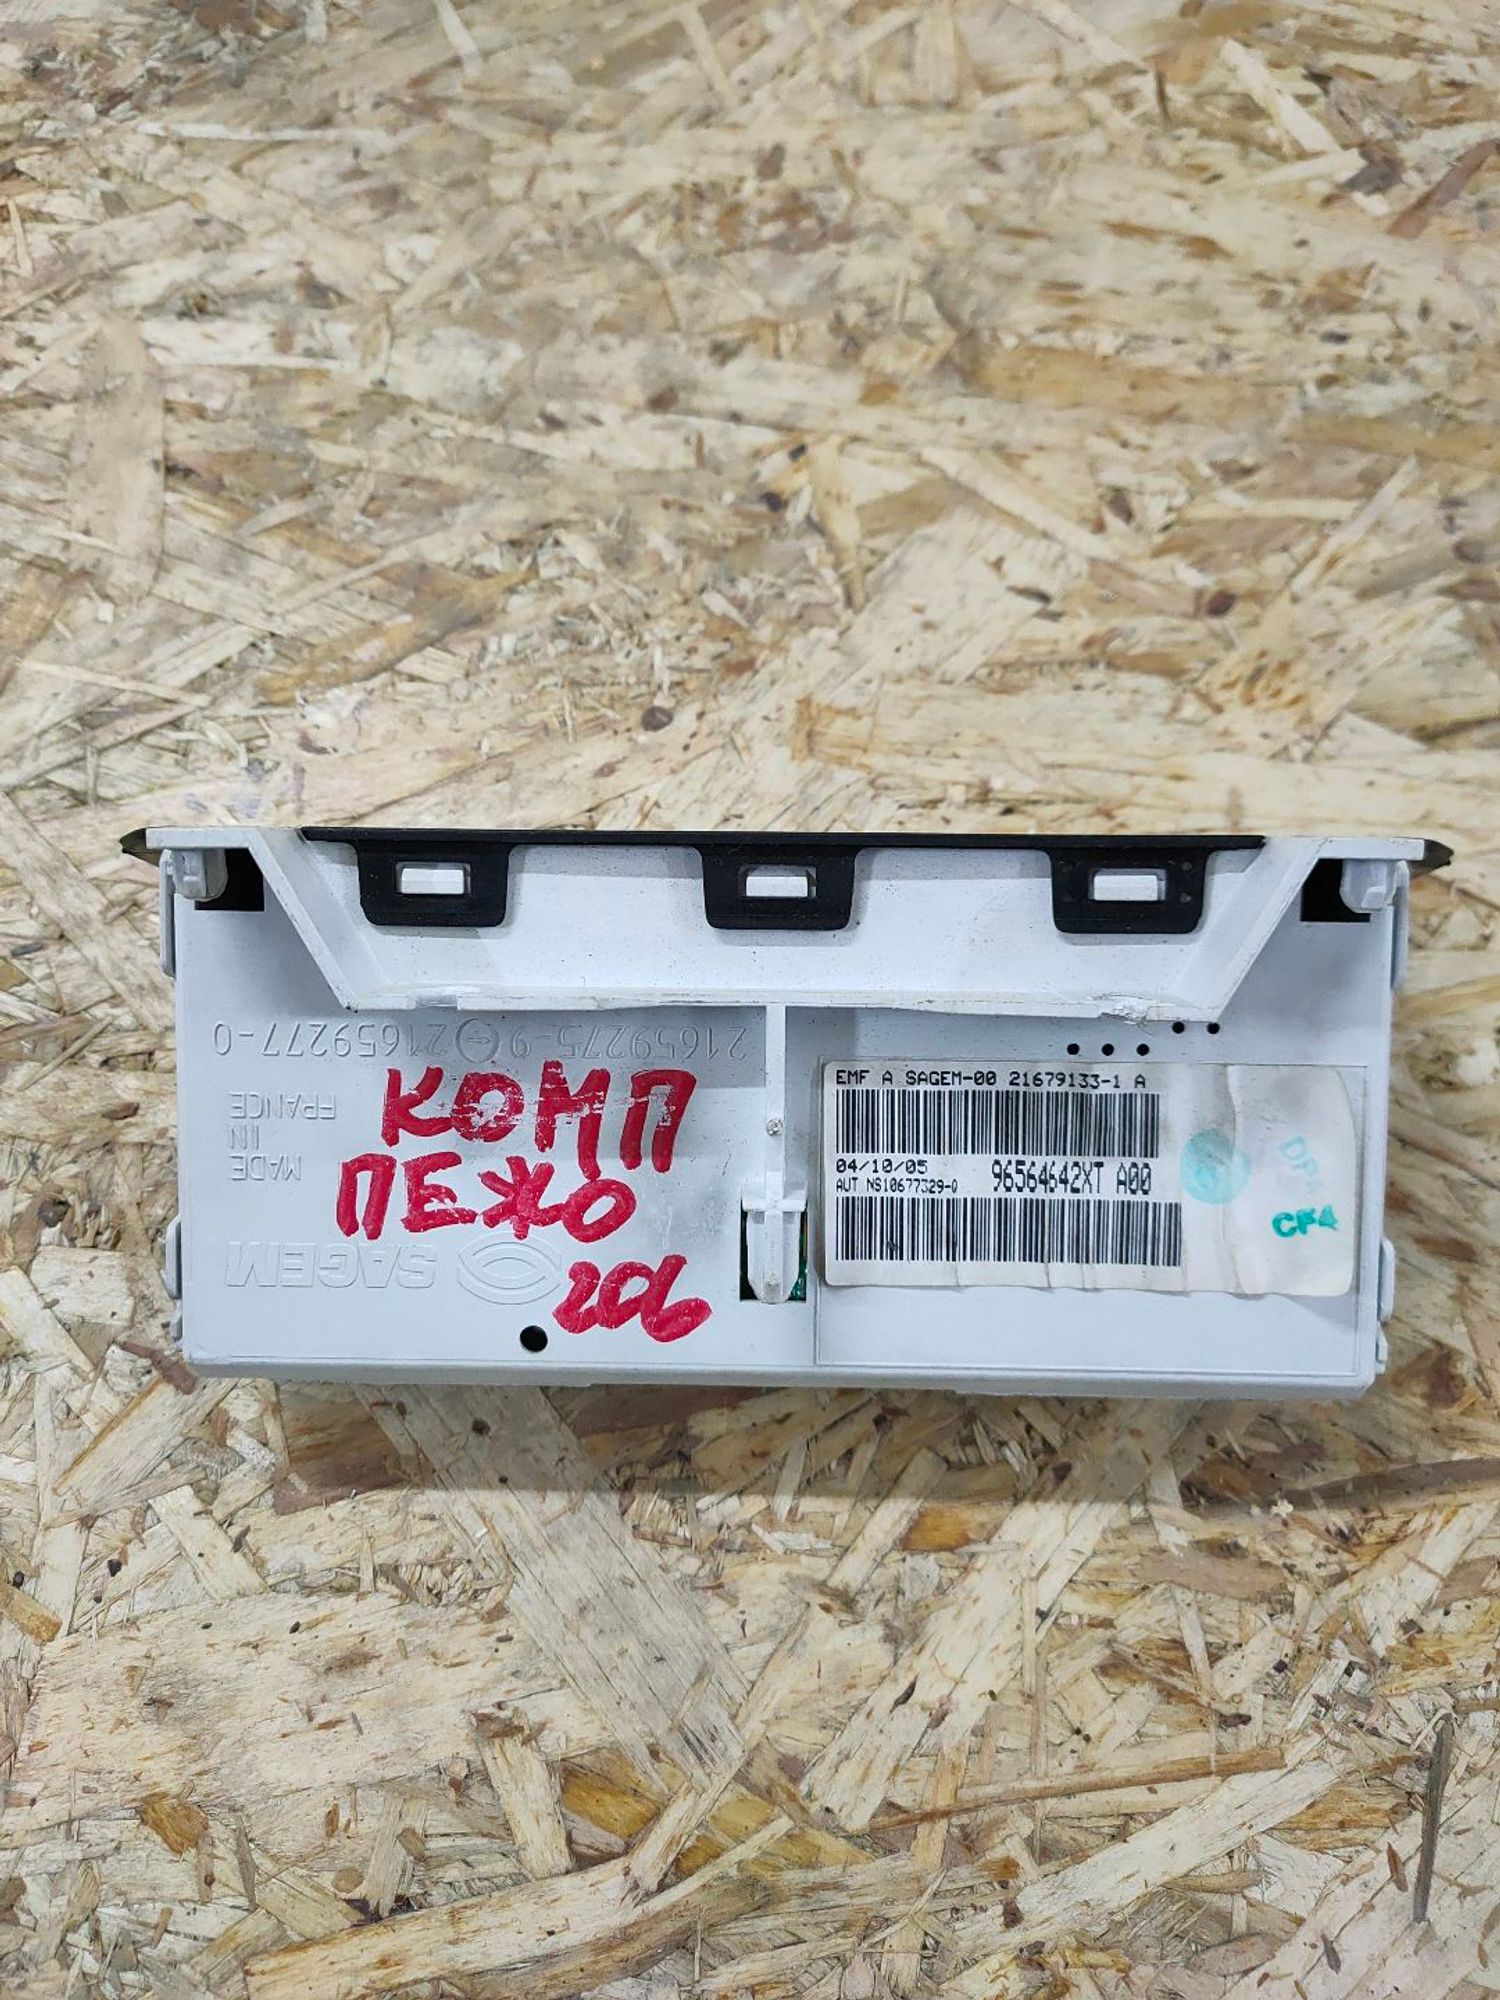 21659275-9 21659277-0
MADE
IN
FRANCE
SAGEM
КОМП
ПЕЖО
206
EMF A SAGEM-00 21679133-1 A
04/10/05 96564642XT A00
AUT NS10677329-0
DP
CF4